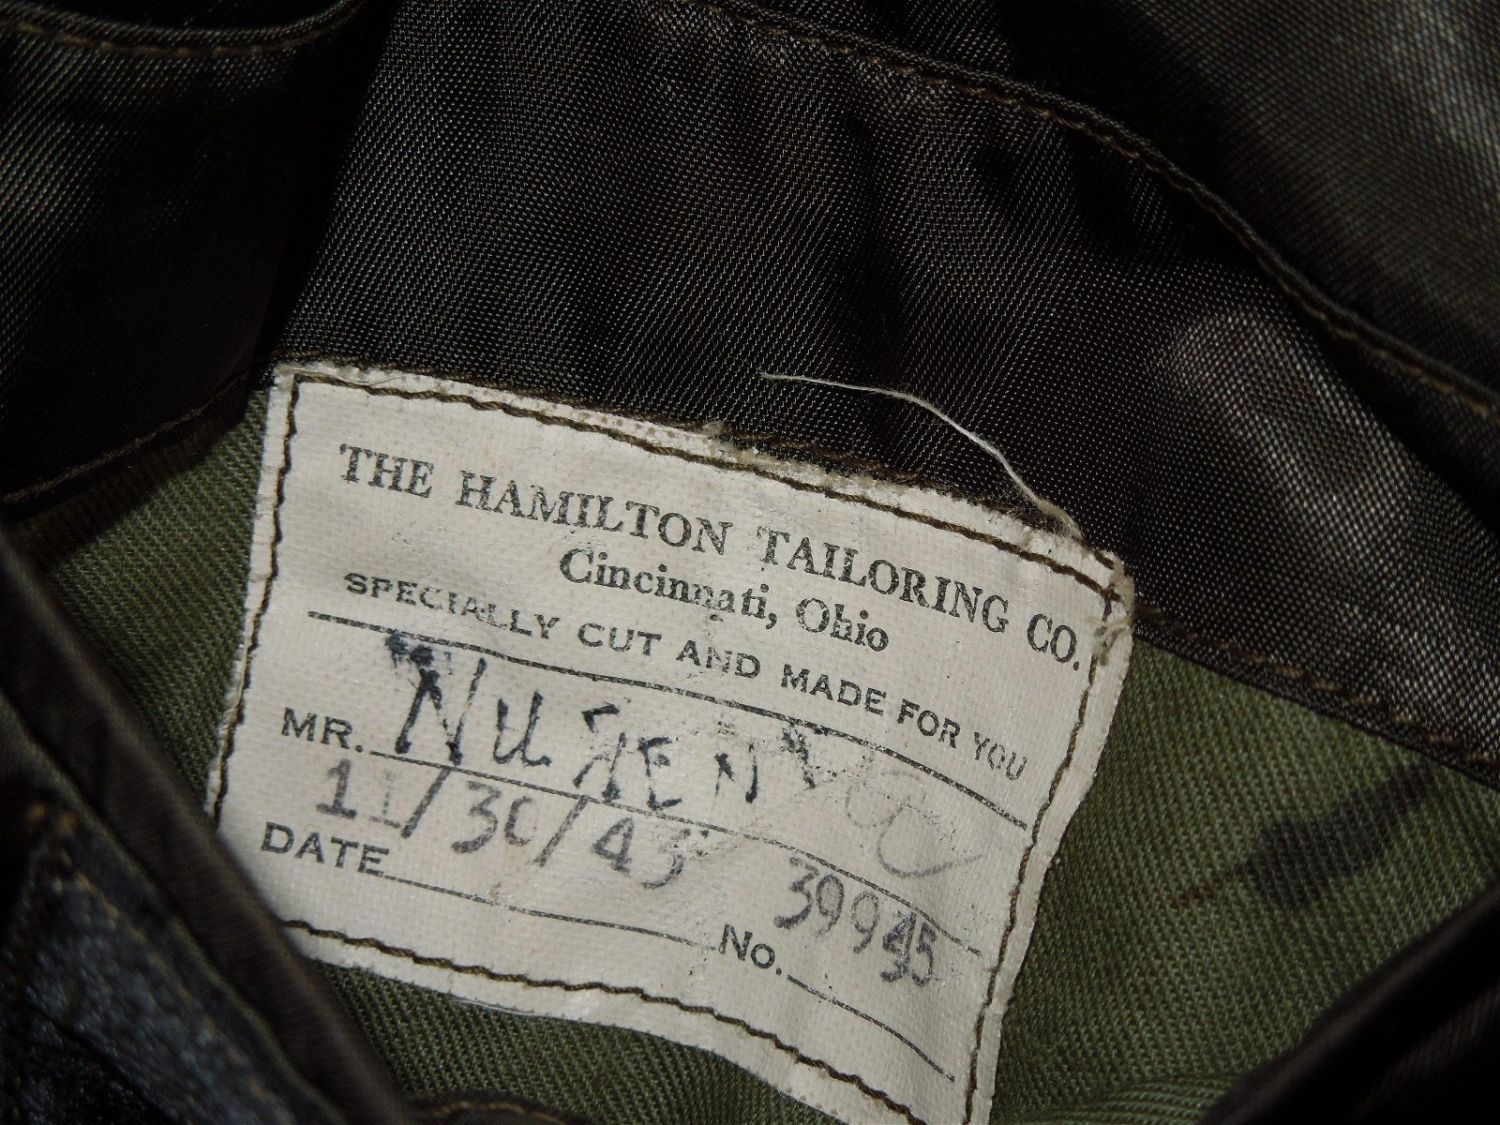 THE HAMILTON TAILORING CO.
Cincinnati, Ohio
SPECIALLY CUT AND MADE FOR YOU
MR.
11/30/43
DATE
No. 39945